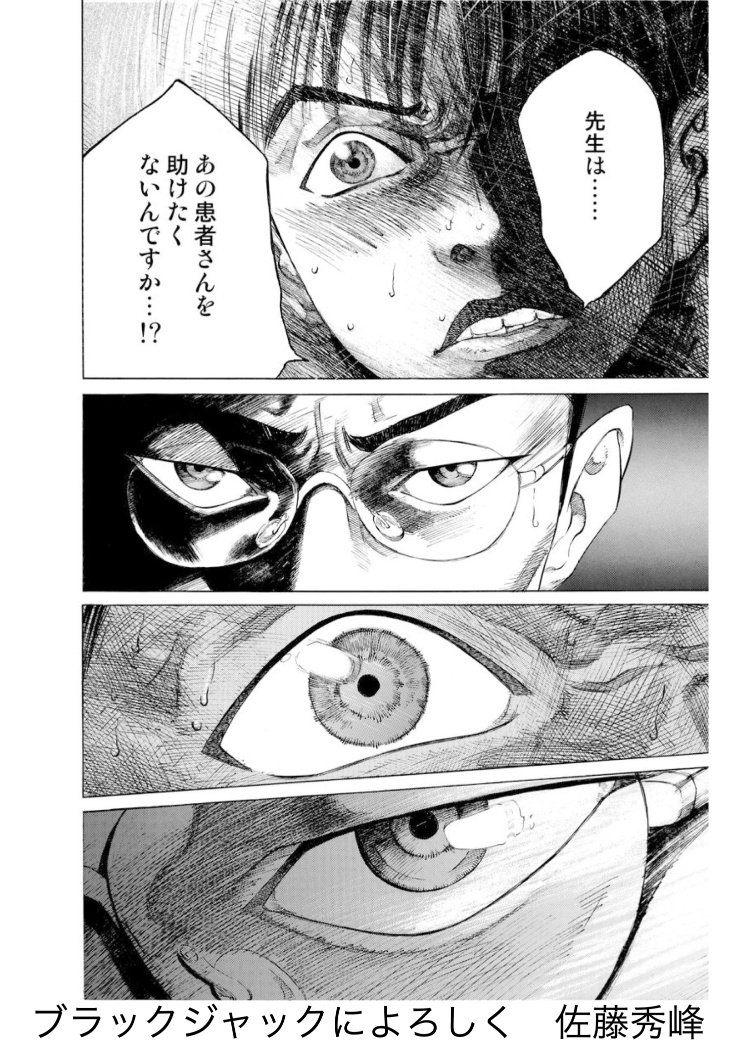 先生は……
あの患者さんを
助けたく
ないんですか…!?
ブラックジャックによろしく　佐藤秀峰